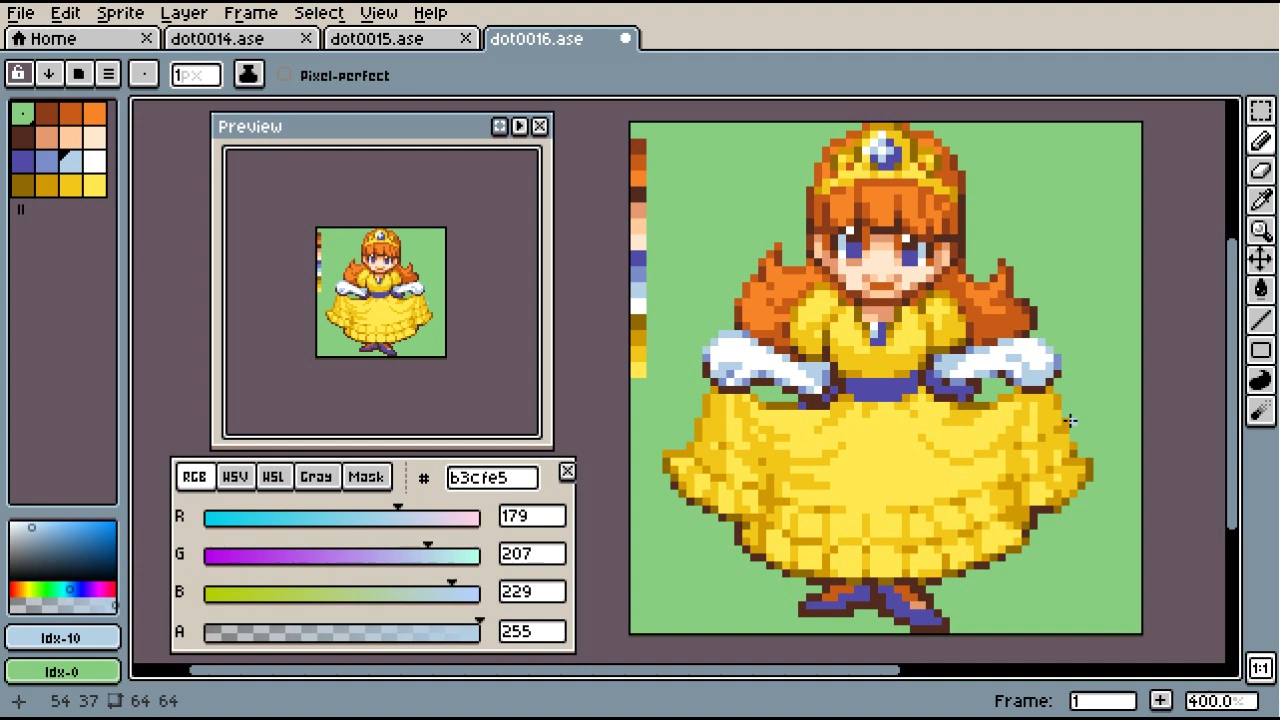 File Edit Sprite Layer Frame Select View Help
Home dot0014.ase dot0015.ase dot0016.ase
1px Pixel-perfect
Preview
RGB HSV HSL Gray Mask # b3cfe5
R 179
G 207
B 229
A 255
Idx-10
Idx-0
1:1
54 37 64 64 Frame: 1 400.0%